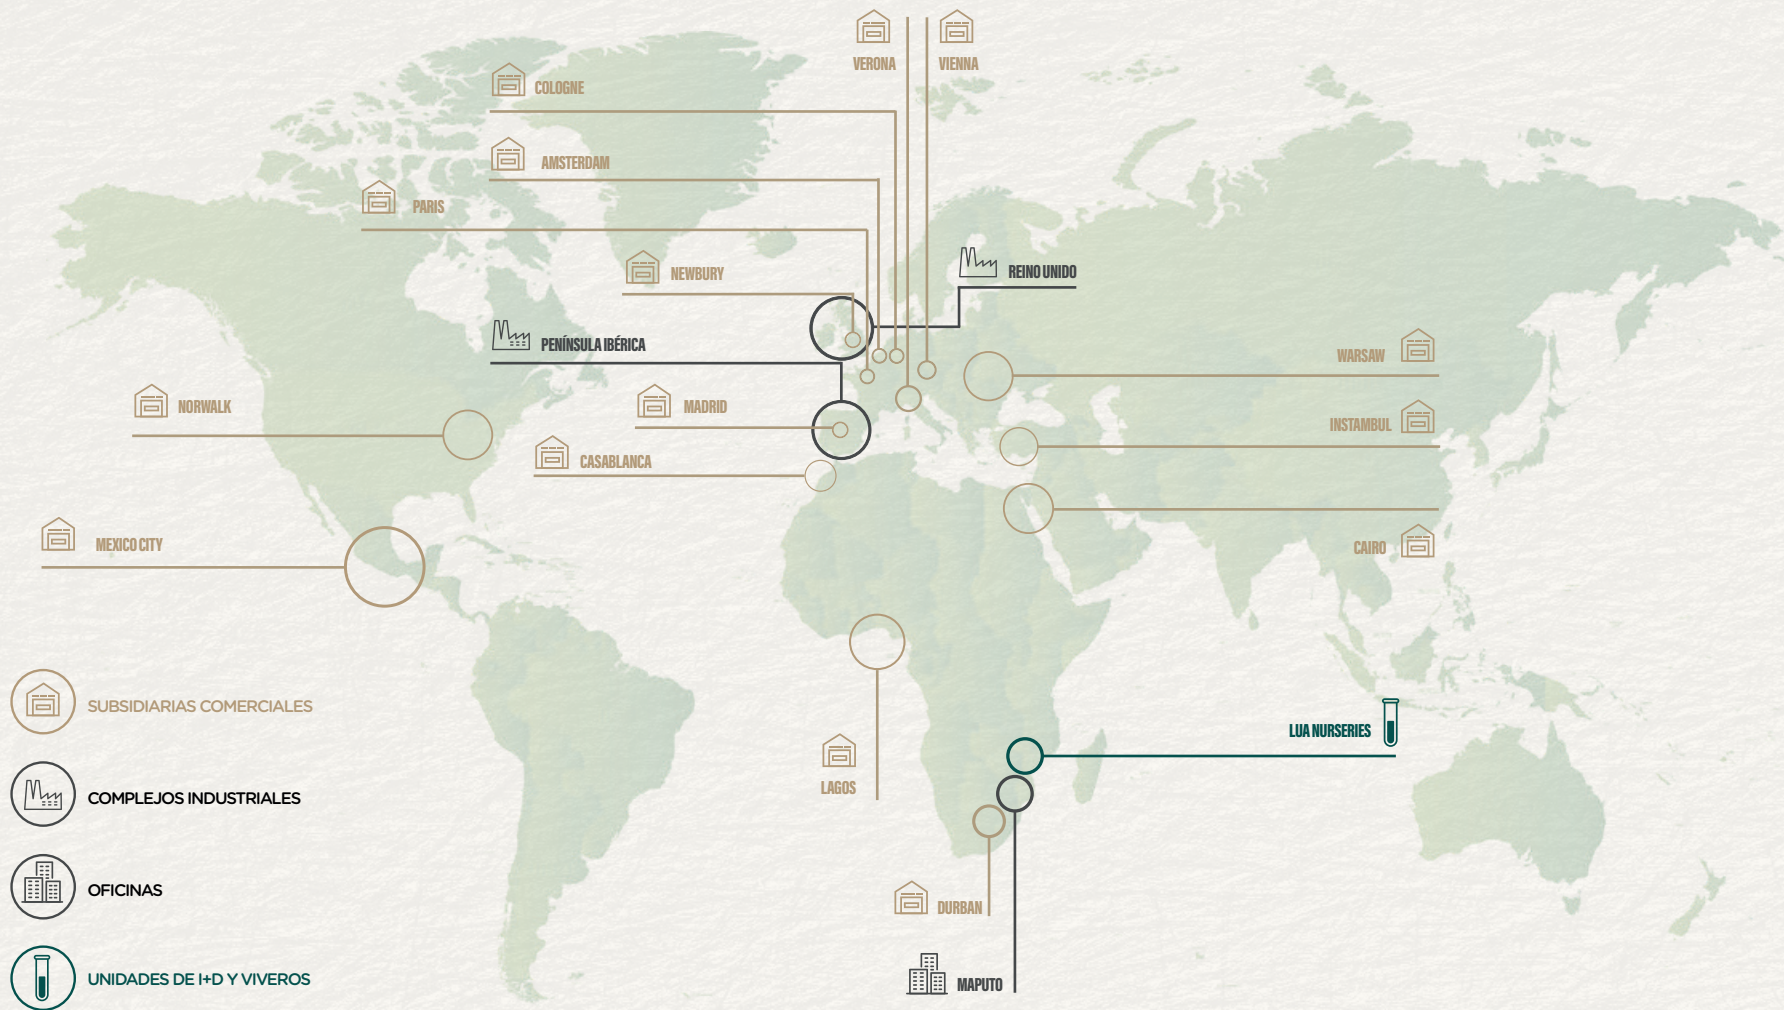 VERONA
VIENNA
COLOGNE
AMSTERDAM
PARIS
NEWBURY
REINO UNIDO
PENÍNSULA IBÉRICA
WARSAW
NORWALK
MADRID
INSTAMBUL
CASABLANCA
MEXICO CITY
CAIRO
SUBSIDIARIAS COMERCIALES
LUA NURSERIES
LAGOS
COMPLEJOS INDUSTRIALES
OFICINAS
DURBAN
UNIDADES DE I+D Y VIVEROS
MAPUTO